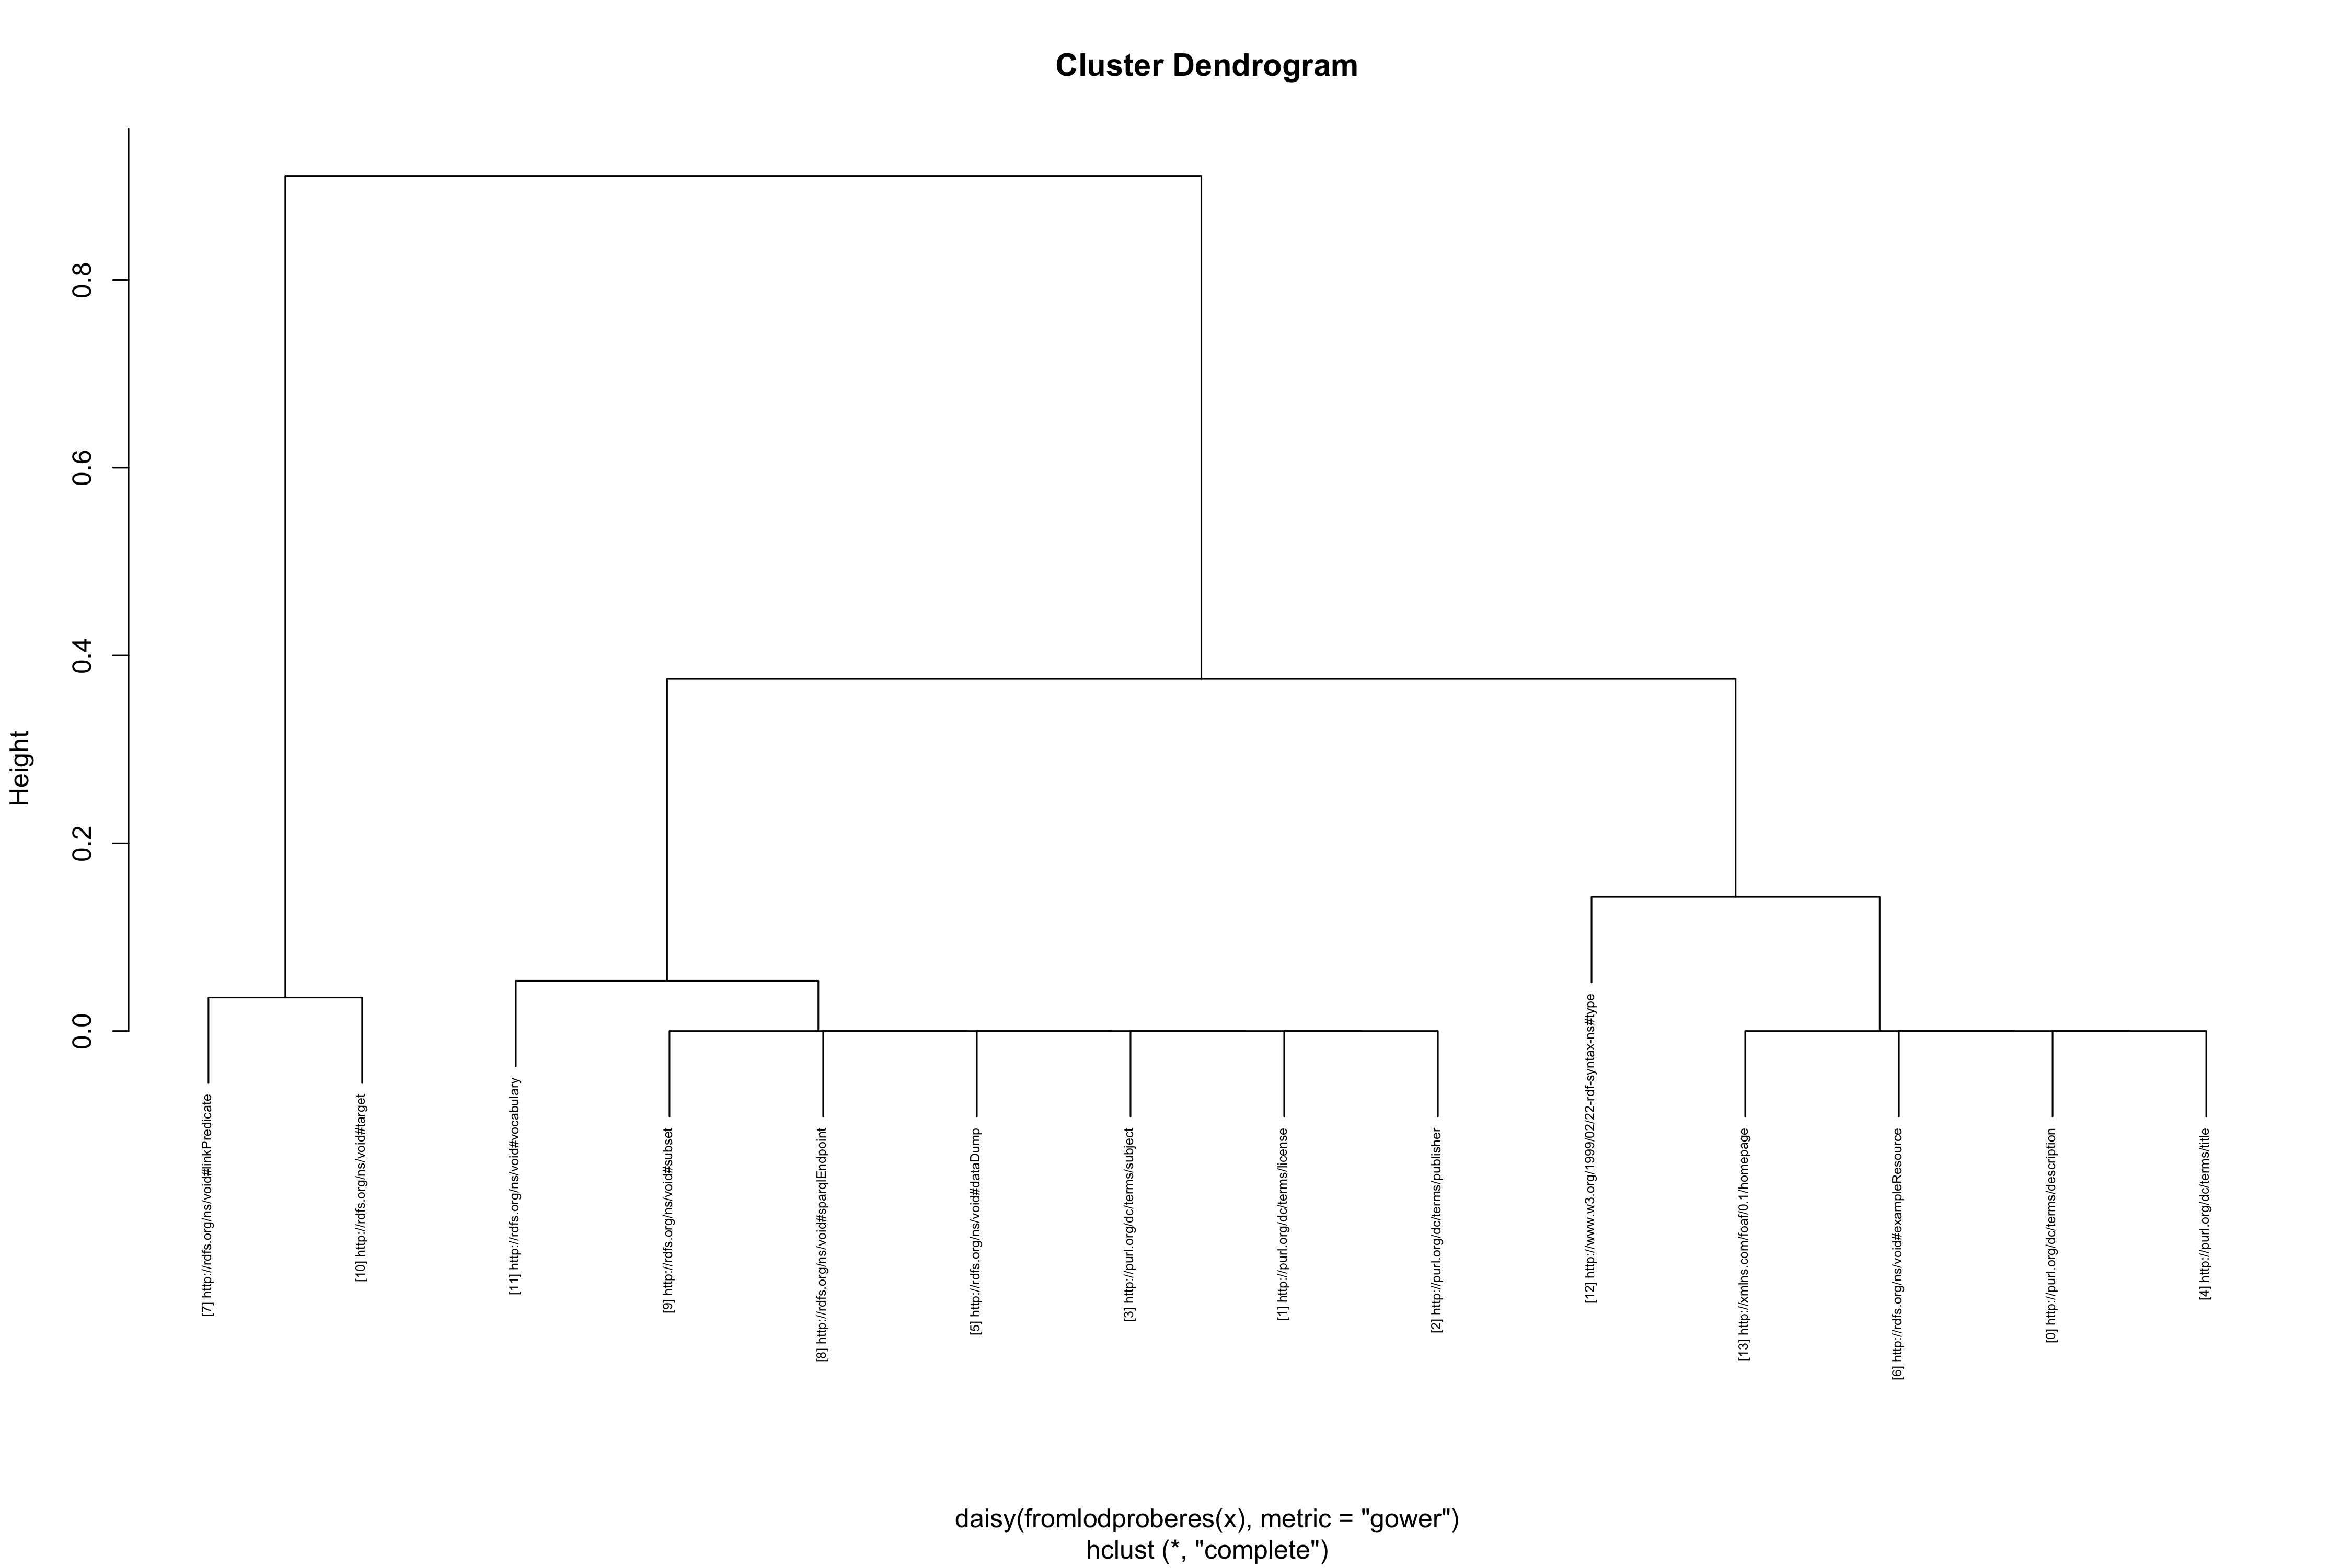 Cluster Dendrogram
Height
0.0
0.2
0.4
0.6
0.8
[7] http://rdfs.org/ns/void#linkPredicate
[10] http://rdfs.org/ns/void#target
[11] http://rdfs.org/ns/void#vocabulary
[9] http://rdfs.org/ns/void#subset
[8] http://rdfs.org/ns/void#sparqlEndpoint
[5] http://rdfs.org/ns/void#dataDump
[3] http://purl.org/dc/terms/subject
[1] http://purl.org/dc/terms/license
[2] http://purl.org/dc/terms/publisher
[12] http://www.w3.org/1999/02/22-rdf-syntax-ns#type
[13] http://xmlns.com/foaf/0.1/homepage
[6] http://rdfs.org/ns/void#exampleResource
[0] http://purl.org/dc/terms/description
[4] http://purl.org/dc/terms/title
daisy(fromlodproberes(x), metric = "gower")
hclust (*, "complete")